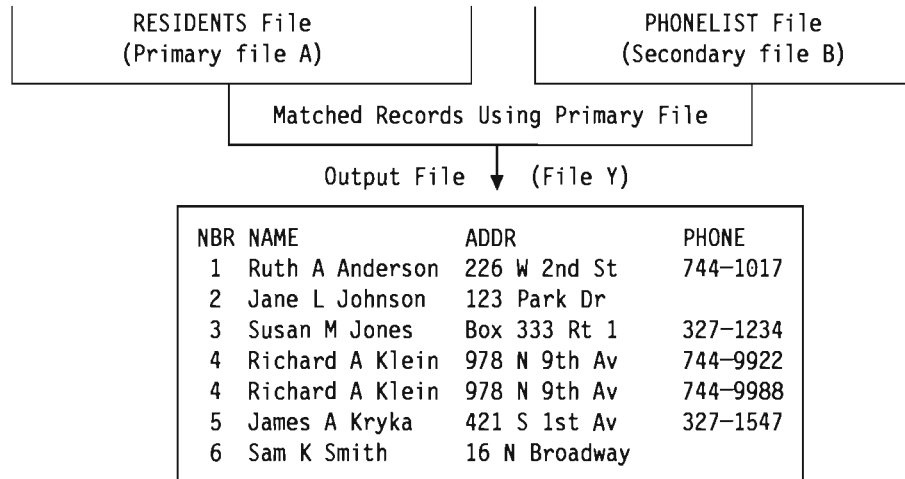 RESIDENTS File PHONELIST File
(Primary file A) (Secondary file B)
Matched Records Using Primary File
Output File (File Y)
NBR NAME ADDR PHONE
1 Ruth A Anderson 226 W 2nd St 744—1017
2 Jane L Johnson 123 Park Dr
3 Susan M Jones Box 333 Rt 1 327—1234
4 Richard A Klein 978 N 9th Av 744—9922
4 Richard A Klein 978 N 9th Av 744—9988
5 James A Kryka 421 S 1st Av 327—1547
6 Sam K Smith 16 N Broadway